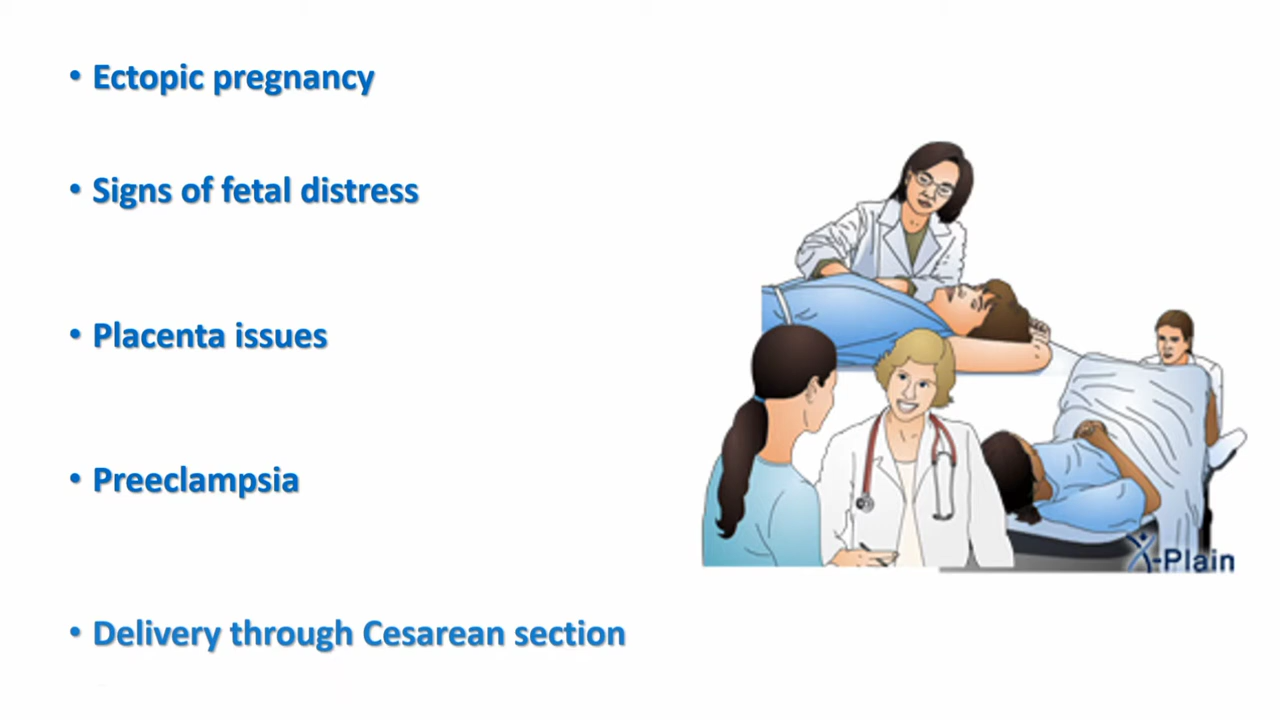 • Ectopic pregnancy
• Signs of fetal distress
• Placenta issues
• Preeclampsia
• Delivery through Cesarean section
X-Plain